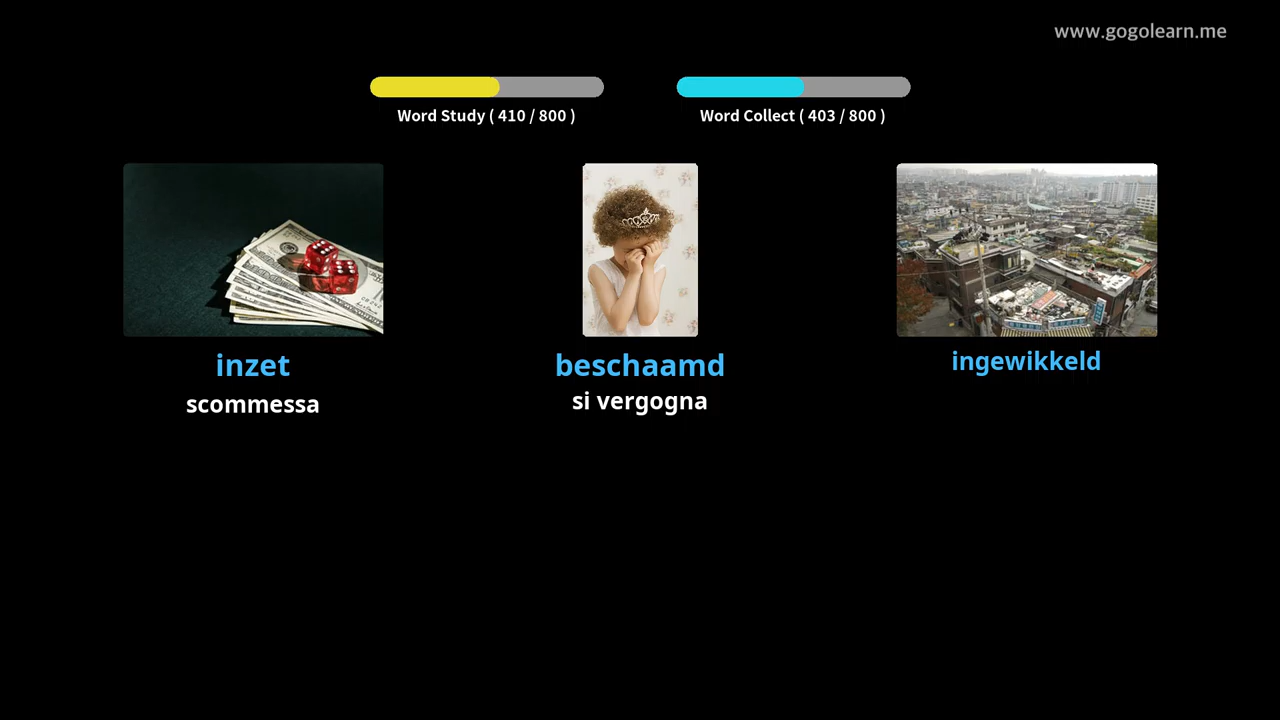 www.gogolearn.me
Word Study ( 410 / 800 )
Word Collect ( 403 / 800 )
inzet
scommessa
beschaamd
si vergogna
ingewikkeld